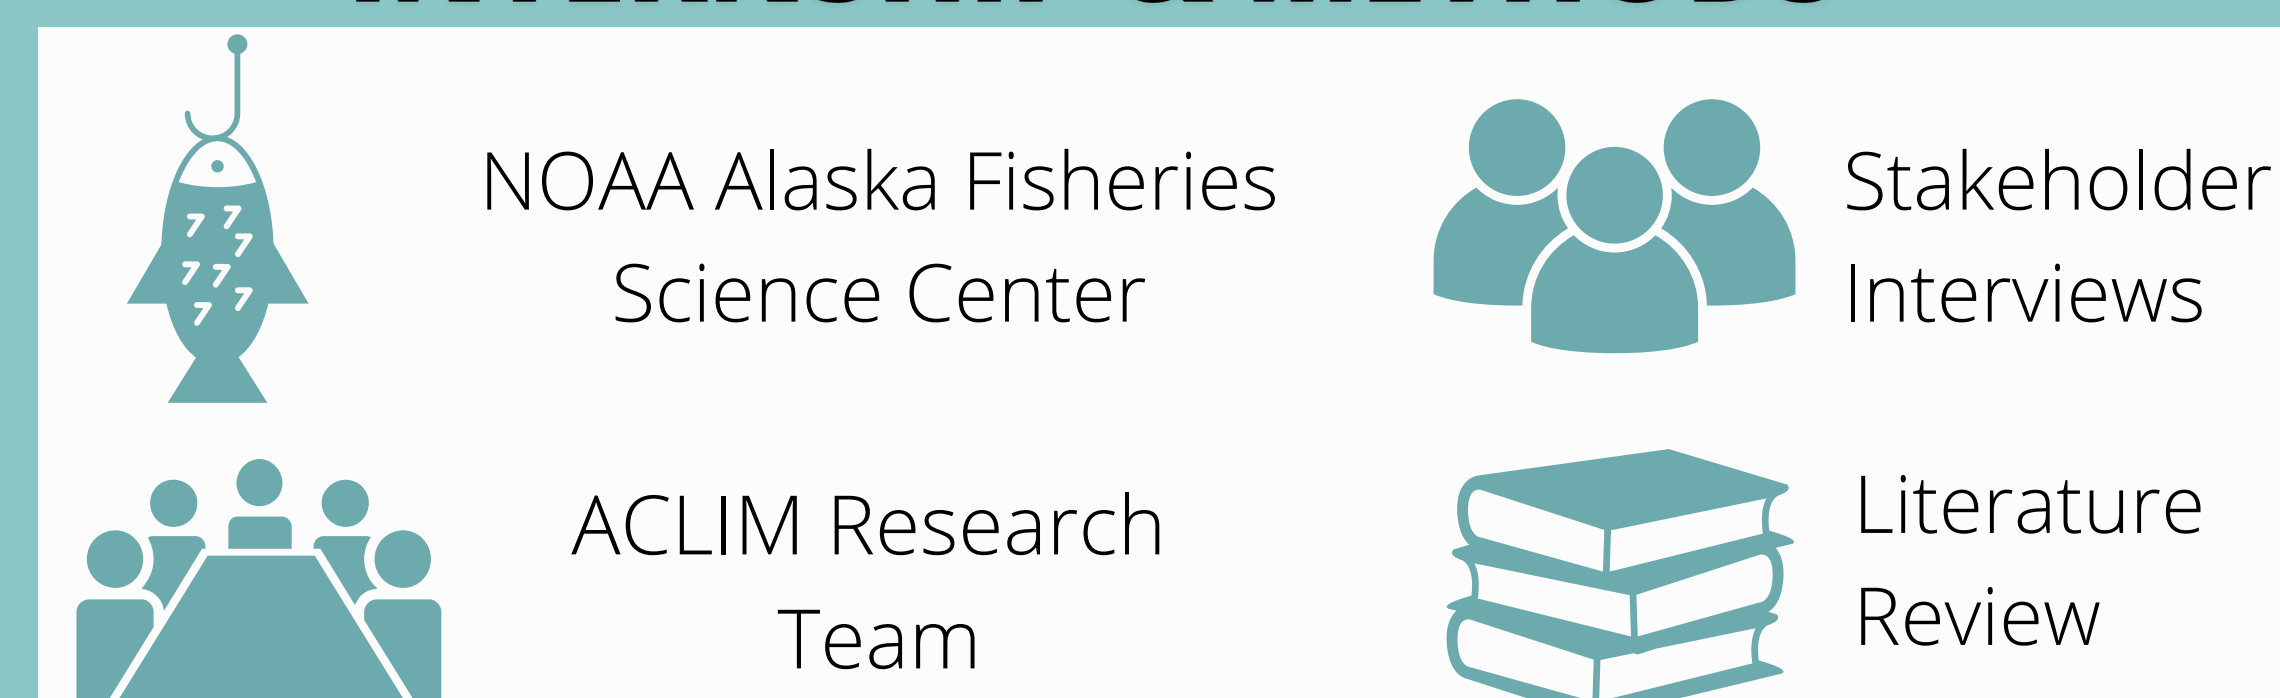 NOAA Alaska Fisheries
Science Center
Stakeholder
Interviews
ACLIM Research
Team
Literature
Review